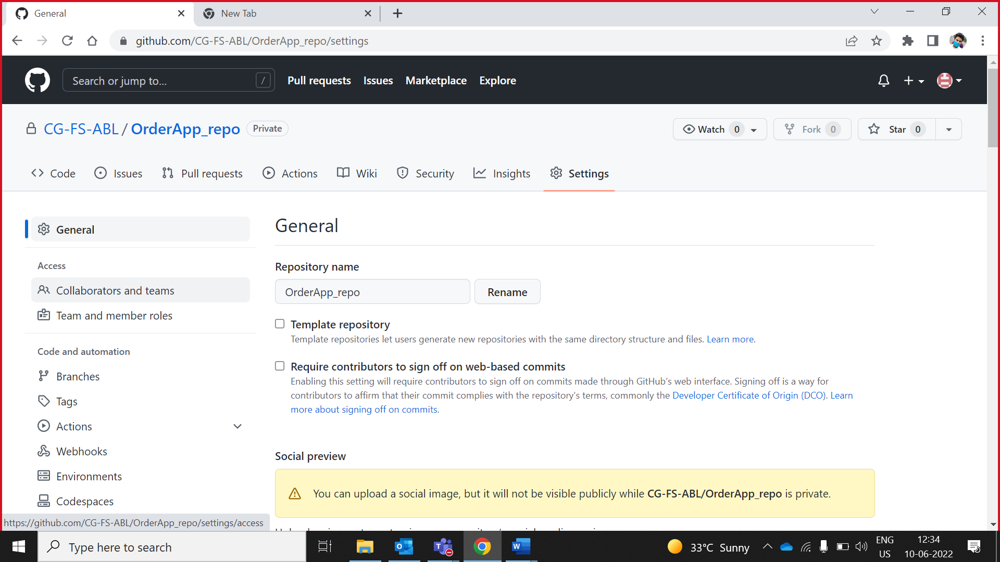 General
New Tab
github.com/CG-FS-ABL/OrderApp_repo/settings
Search or jump to... /
Pull requests Issues Marketplace Explore
CG-FS-ABL / OrderApp_repo Private
Watch 0 Fork 0 Star 0
Code Issues Pull requests Actions Wiki Security Insights Settings
General
Access
Collaborators and teams
Team and member roles
Code and automation
Branches
Tags
Actions
Webhooks
Environments
Codespaces
General
Repository name
OrderApp_repo Rename
Template repository
Template repositories let users generate new repositories with the same directory structure and files. Learn more.
Require contributors to sign off on web-based commits
Enabling this setting will require contributors to sign off on commits made through GitHub's web interface. Signing off is a way for
contributors to affirm that their commit complies with the repository's terms, commonly the Developer Certificate of Origin (DCO). Learn
more about signing off on commits.
Social preview
You can upload a social image, but it will not be visible publicly while CG-FS-ABL/OrderApp_repo is private.
https://github.com/CG-FS-ABL/OrderApp_repo/settings/access
Type here to search
33°C Sunny
ENG
US
12:34
10-06-2022